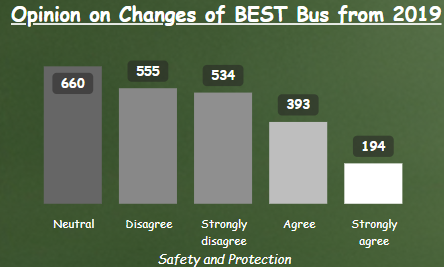 Opinion on Changes of BEST Bus from 2019
660
555
534
393
194
Neutral
Disagree
Strongly
disagree
Agree
Strongly
agree
Safety and Protection